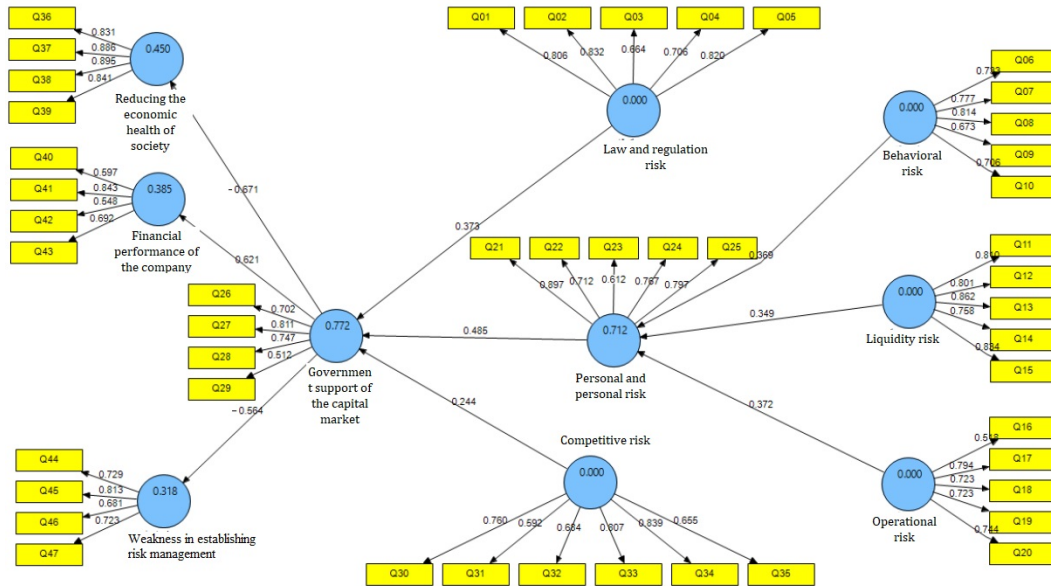 Q36
Q37
Q38
Q39
0.831
0.886
0.895
0.841
0.450
Reducing the
economic
health of
society
Q40
Q41
Q42
Q43
0.597
0.843
0.548
0.692
0.385
Financial
performance of
the company
−0.671
0.621
Q26
Q27
Q28
Q29
0.702
0.811
0.747
0.512
0.772
Governmen
t support of
the capital
market
−0.564
Q44
Q45
Q46
Q47
0.729
0.813
0.681
0.723
0.318
Weakness in establishing
risk management
Q01
Q02
Q03
Q04
Q05
0.806
0.832
0.664
0.706
0.820
0.000
Law and regulation
risk
0.373
Q21
Q22
Q23
Q24
Q25
0.897
0.712
0.612
0.767
0.797
0.712
Personal and
personal risk
0.485
0.369
0.349
0.372
0.244
Competitive risk
0.000
0.760
0.592
0.684
0.807
0.839
0.655
Q30
Q31
Q32
Q33
Q34
Q35
Q06
Q07
Q08
Q09
Q10
0.777
0.814
0.673
0.706
0.000
Behavioral
risk
Q11
Q12
Q13
Q14
Q15
0.810
0.801
0.862
0.758
0.834
0.000
Liquidity risk
Q16
Q17
Q18
Q19
Q20
0.794
0.723
0.723
0.744
0.000
Operational
risk